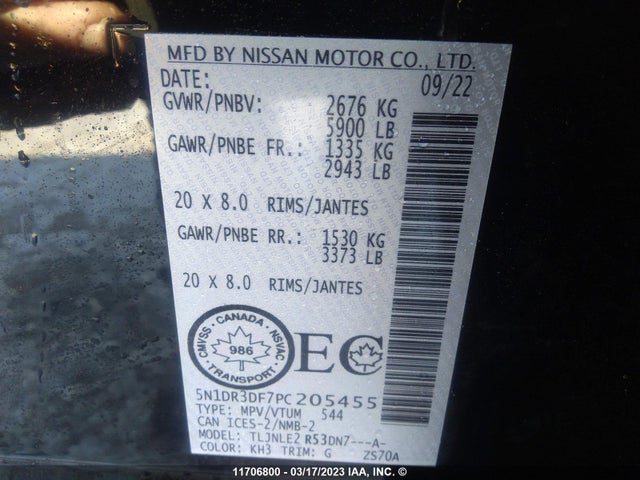 MFD BY NISSAN MOTOR CO., LTD.
DATE: 09/22
GVWR/PNBV: 2676 KG
5900 LB
GAWR/PNBE FR.: 1335 KG
2943 LB
20 X 8.0 RIMS/JANTES
GAWR/PNBE RR.: 1530 KG
3373 LB
20 X 8.0 RIMS/JANTES
CANADA
CMVSS NSVAC
986
TRANSPORT
EC
5N1DR3DF7PC205455
TYPE: MPV/VTUM 544
CAN ICES-2/NMB-2
MODEL: TLJNLE2 R53DN7---A-
COLOR: KH3 TRIM: G ZS70A
11706800 - 03/17/2023 IAA, Inc.